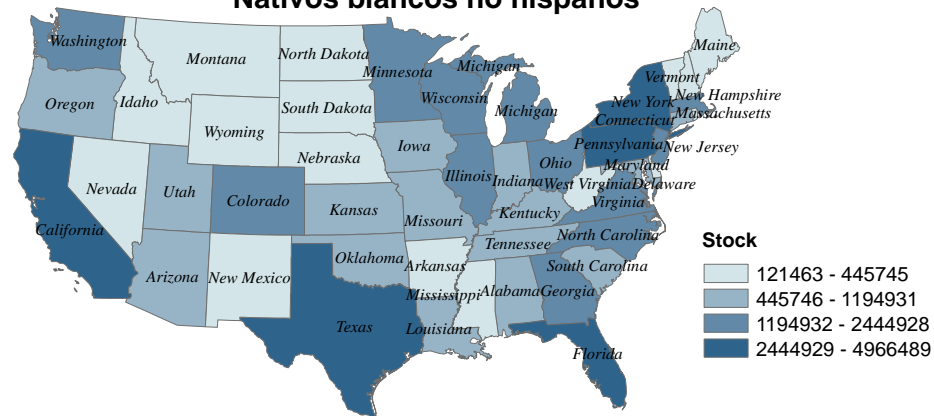 Nativos blancos no hispanos
Washington
Montana
North Dakota
Minnesota
Michigan
Maine
Vermont
New Hampshire
Massachusetts
Oregon
Idaho
South Dakota
Wisconsin
Michigan
New York
Connecticut
Wyoming
Pennsylvania
New Jersey
Nebraska
Iowa
Ohio
Maryland
Nevada
Utah
Colorado
Kansas
Illinois
Indiana
West Virginia
Delaware
Virginia
California
Missouri
Kentucky
North Carolina
Tennessee
Arizona
New Mexico
Oklahoma
Arkansas
South Carolina
Mississippi
Alabama
Georgia
Texas
Louisiana
Florida
Stock
121463 - 445745
445746 - 1194931
1194932 - 2444928
2444929 - 4966489